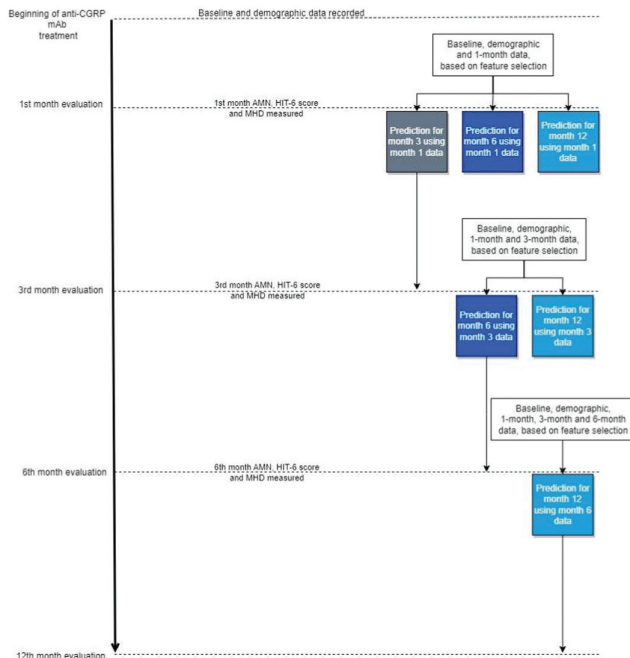 Beginning of anti-CGRP
mAb
treatment
Baseline and demographic data recorded
Baseline, demographic
and 1-month data,
based on feature selection
1st month evaluation
1st month AMN, HIT-6 score
and MHD measured
Prediction for
month 3 using
month 1 data
Prediction for
month 6 using
month 1 data
Prediction for
month 12
using month 1
data
Baseline, demographic,
1-month and 3-month data,
based on feature selection
3rd month evaluation
3rd month AMN, HIT-6 score
and MHD measured
Prediction for
month 6 using
month 3 data
Prediction for
month 12
using month 3
data
Baseline, demographic,
1-month, 3-month and 6-month
data, based on feature selection
6th month evaluation
6th month AMN, HIT-6 score
and MHD measured
Prediction for
month 12
using month 6
data
12th month evaluation